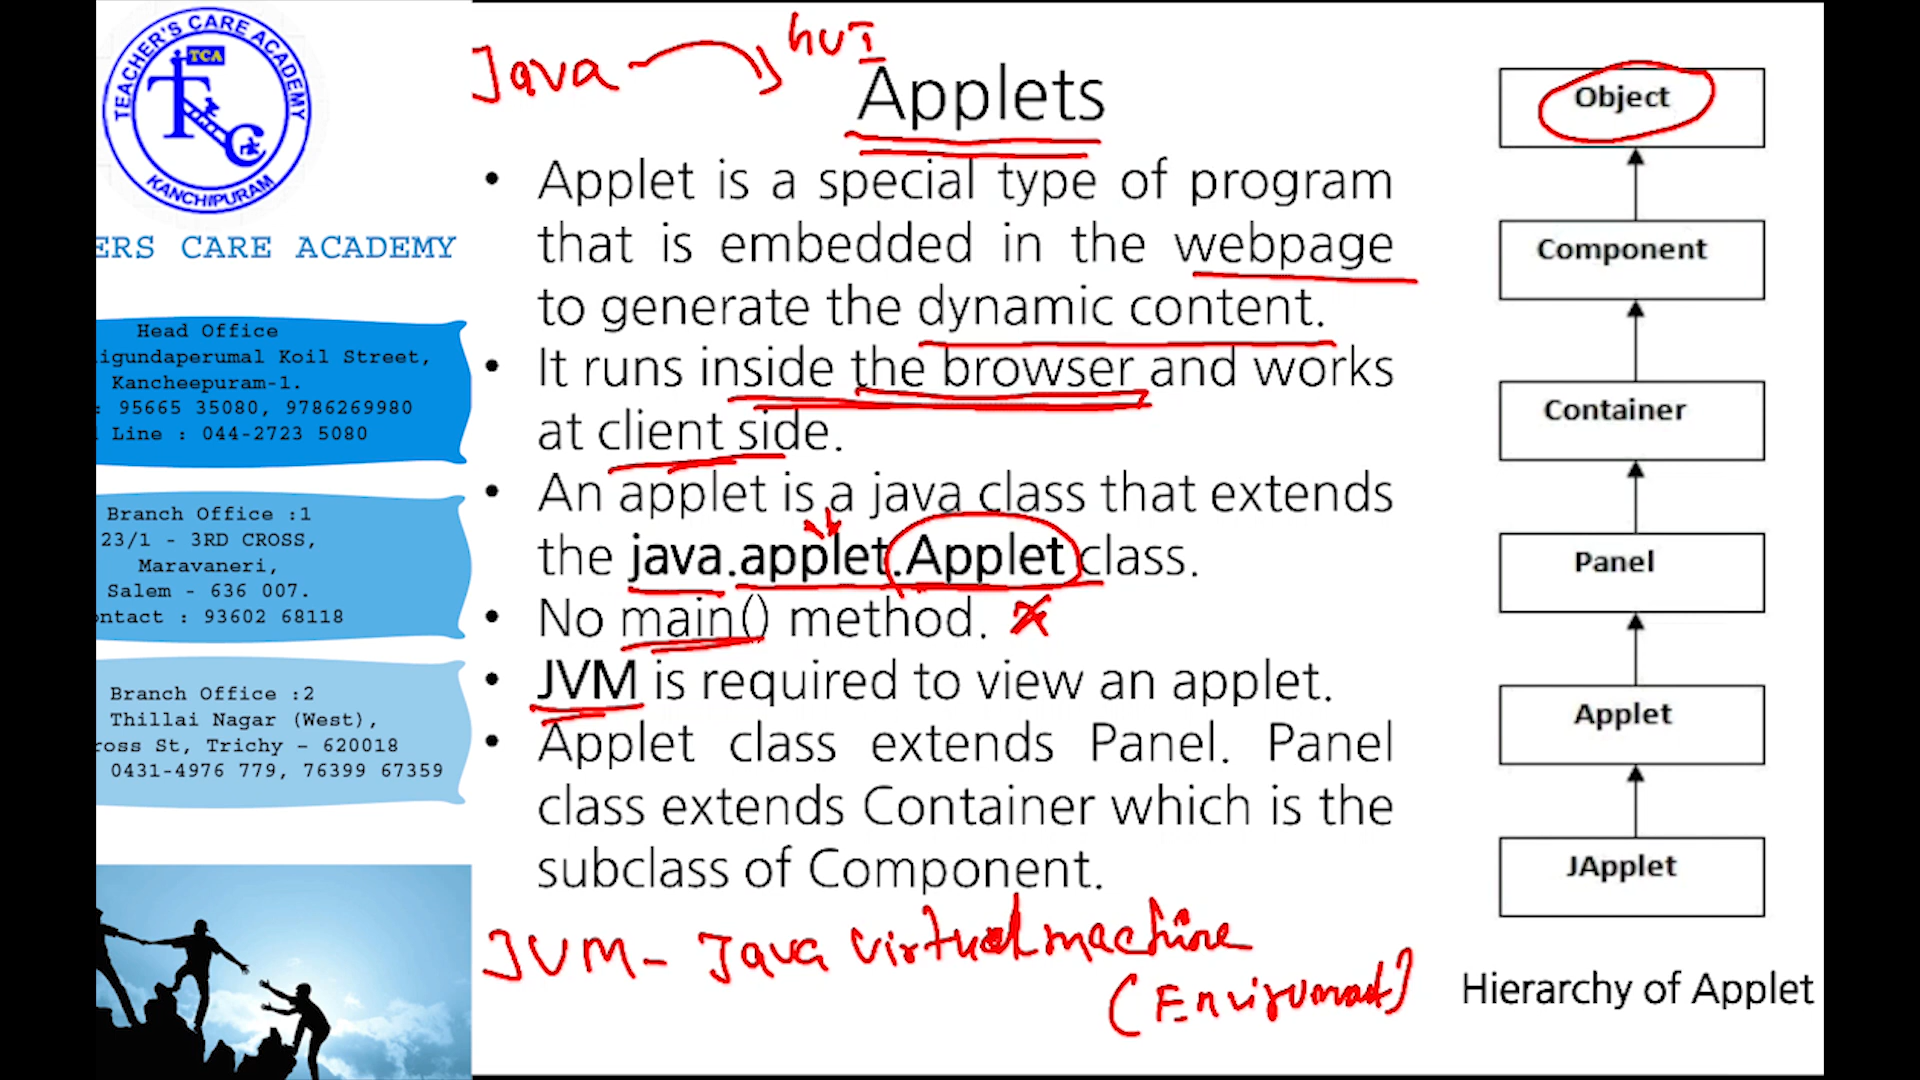 TEACHER'S CARE ACADEMY
TCA
KANCHIPURAM
ERS CARE ACADEMY
Head Office
igundaperumal Koil Street,
Kancheepuram-1.
: 95665 35080, 9786269980
Line : 044-2723 5080
Branch Office :1
23/1 - 3RD CROSS,
Maravaneri,
Salem - 636 007.
ontact : 93602 68118
Branch Office :2
Thillai Nagar (West),
ross St, Trichy – 620018
0431-4976 779, 76399 67359
Java
Applets
• Applet is a special type of program
that is embedded in the webpage
to generate the dynamic content.
• It runs inside the browser and works
at client side.
• An applet is a java class that extends
the java.applet.Applet class.
• No main() method.
• JVM is required to view an applet.
• Applet class extends Panel. Panel
class extends Container which is the
subclass of Component.
JVM - Java virtual machine
Object
Component
Container
Panel
Applet
JApplet
Hierarchy of Applet